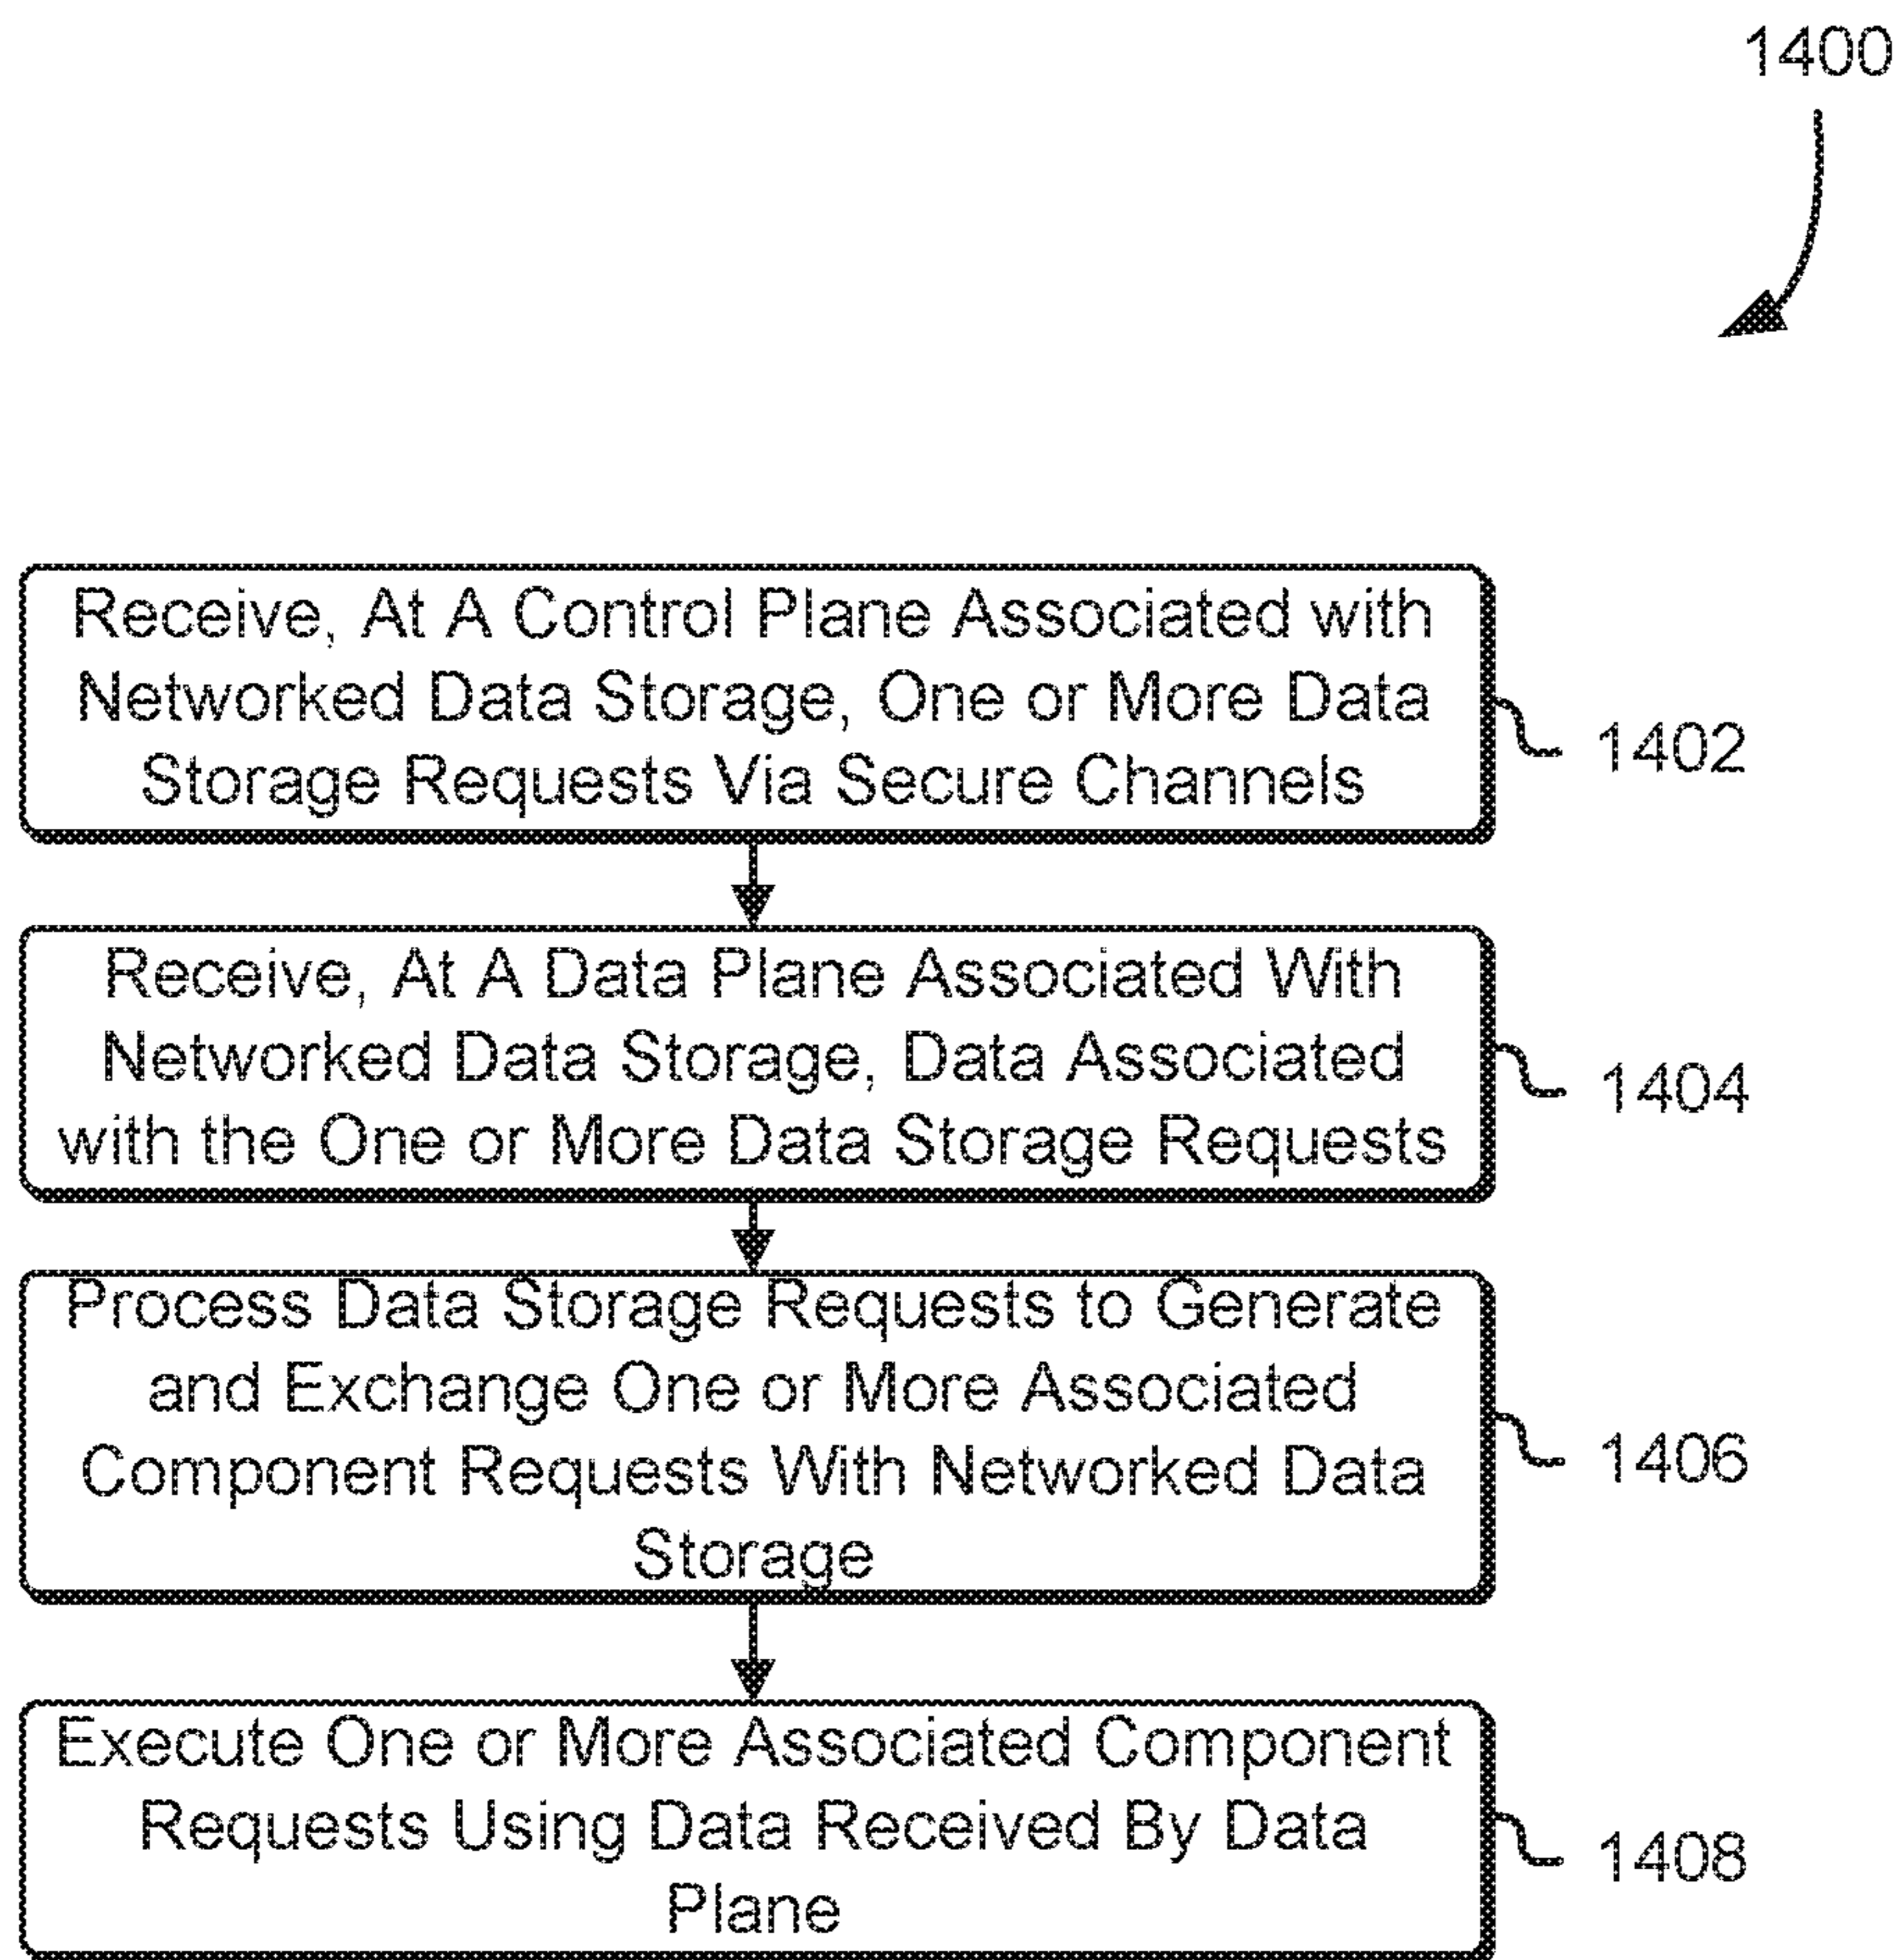 1400
Receive, At A Control Plane Associated with
Networked Data Storage, One or More Data
Storage Requests Via Secure Channels
1402
Receive, At A Data Plane Associated With
Networked Data Storage, Data Associated
with the One or More Data Storage Requests
1404
Process Data Storage Requests to Generate
and Exchange One or More Associated
Component Requests With Networked Data
Storage
1406
Execute One or More Associated Component
Requests Using Data Received By Data
Plane
1408